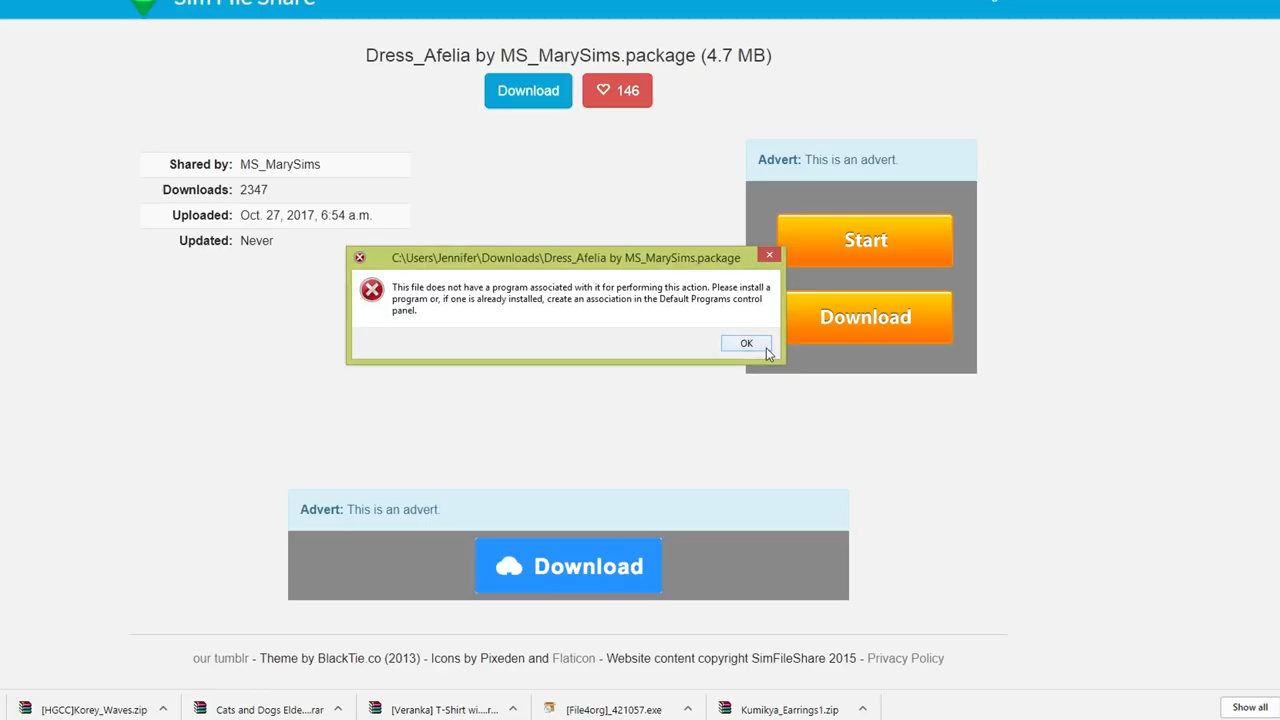 Sim File Share
Dress_Afelia by MS_MarySims.package (4.7 MB)
Download
146
Shared by: MS_MarySims
Downloads: 2347
Uploaded: Oct. 27, 2017, 6:54 a.m.
Updated: Never
Advert: This is an advert.
Start
Download
C:\Users\Jennifer\Downloads\Dress_Afelia by MS_MarySims.package
This file does not have a program associated with it for performing this action. Please install a
program or, if one is already installed, create an association in the Default Programs control
panel.
OK
Advert: This is an advert.
Download
our tumblr - Theme by BlackTie.co (2013) - Icons by Pixeden and Flaticon - Website content copyright SimFileShare 2015 - Privacy Policy
[HGCC]Korey_Waves.zip
Cats and Dogs Elde....rar
[Veranka] T-Shirt wi....rc
[File4org]_421057.exe
Kumikya_Earrings1.zip
Show all